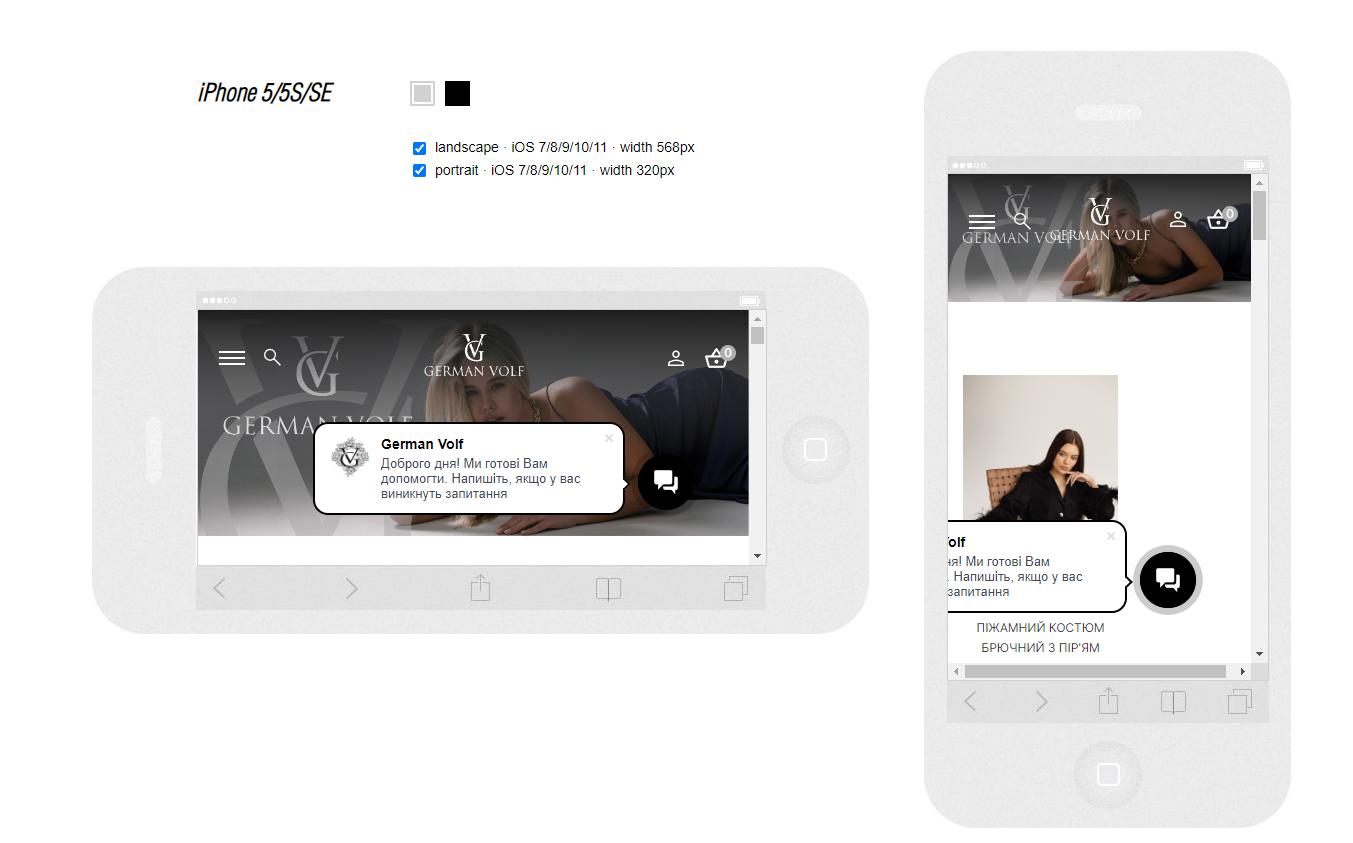 iPhone 5/5S/SE
landscape · iOS 7/8/9/10/11 · width 568px
portrait · iOS 7/8/9/10/11 · width 320px
GERMAN VOLF
0
GERMAN VOLF
German Volf
×
Доброго дня! Ми готові Вам
допомогти. Напишіть, якщо у вас
виникнуть запитання
GERMAN VOLF
GERMAN VOLF
0
Volf
×
ня! Ми готові Вам
. Напишіть, якщо у вас
запитання
ПІЖАМНИЙ КОСТЮМ
БРЮЧНИЙ З ПІР'ЯМ